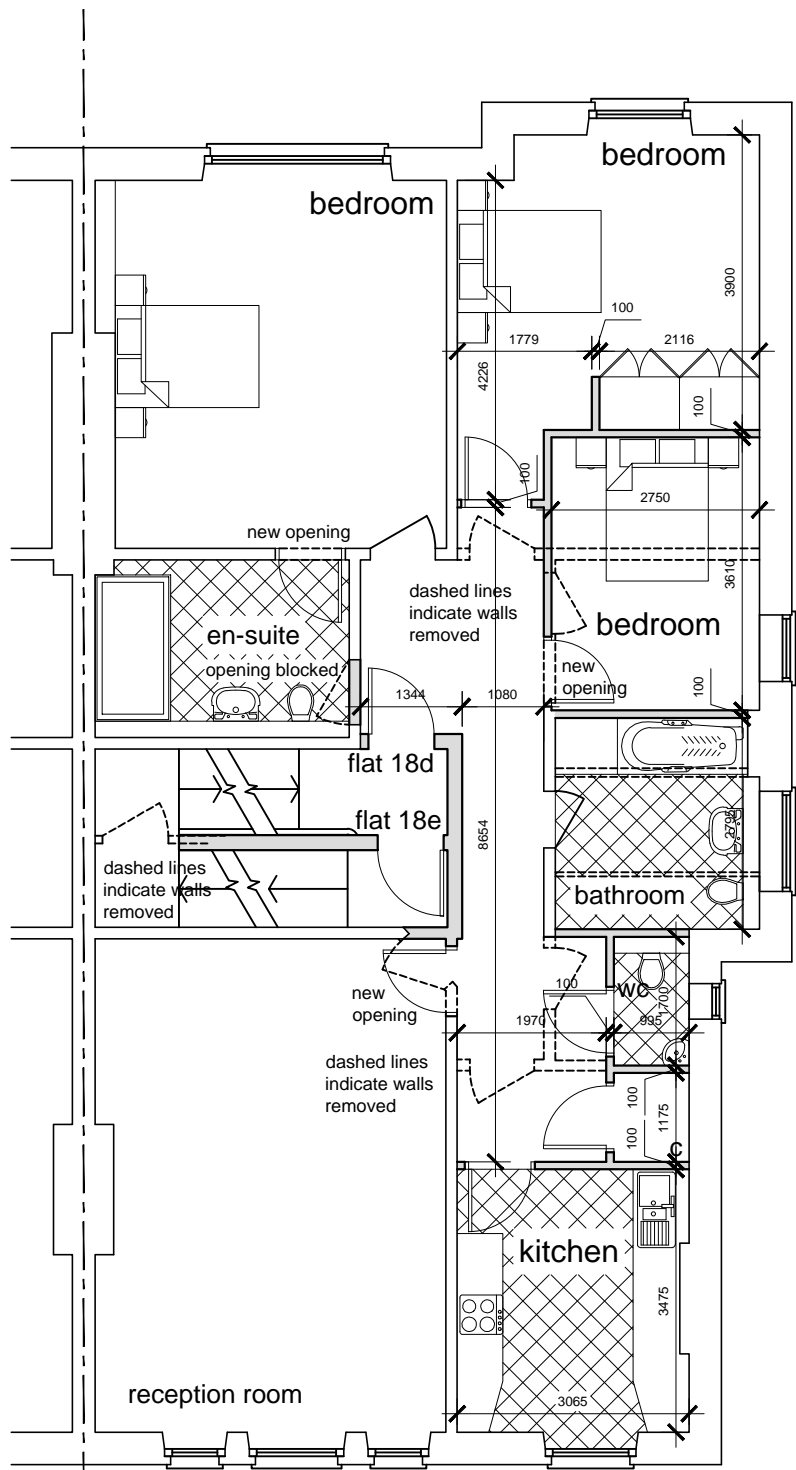 bedroom
bedroom
3900
100
1779
2116
4226
100
100
2750
new opening
3610
dashed lines
indicate walls
removed
en-suite
bedroom
opening blocked
new
opening
100
1344
1080
flat 18d
flat 18e
8654
2795
dashed lines
indicate walls
removed
bathroom
new
opening
100
wc
1700
1970
995
dashed lines
indicate walls
removed
100
1175
100
c
kitchen
3475
reception room
3065